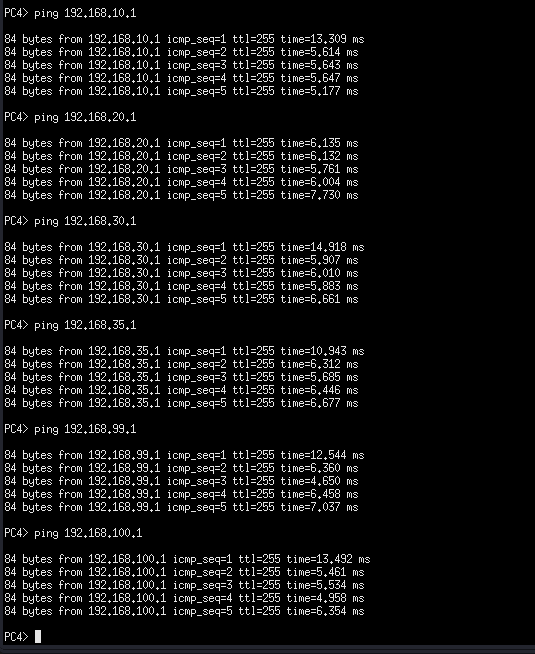 PC4> ping 192.168.10.1
84 bytes from 192.168.10.1 icmp_seq=1 ttl=255 time=13.309 ms
84 bytes from 192.168.10.1 icmp_seq=2 ttl=255 time=5.614 ms
84 bytes from 192.168.10.1 icmp_seq=3 ttl=255 time=5.643 ms
84 bytes from 192.168.10.1 icmp_seq=4 ttl=255 time=5.647 ms
84 bytes from 192.168.10.1 icmp_seq=5 ttl=255 time=5.177 ms
PC4> ping 192.168.20.1
84 bytes from 192.168.20.1 icmp_seq=1 ttl=255 time=6.135 ms
84 bytes from 192.168.20.1 icmp_seq=2 ttl=255 time=6.132 ms
84 bytes from 192.168.20.1 icmp_seq=3 ttl=255 time=5.761 ms
84 bytes from 192.168.20.1 icmp_seq=4 ttl=255 time=6.004 ms
84 bytes from 192.168.20.1 icmp_seq=5 ttl=255 time=7.730 ms
PC4> ping 192.168.30.1
84 bytes from 192.168.30.1 icmp_seq=1 ttl=255 time=14.918 ms
84 bytes from 192.168.30.1 icmp_seq=2 ttl=255 time=5.907 ms
84 bytes from 192.168.30.1 icmp_seq=3 ttl=255 time=6.010 ms
84 bytes from 192.168.30.1 icmp_seq=4 ttl=255 time=5.883 ms
84 bytes from 192.168.30.1 icmp_seq=5 ttl=255 time=6.661 ms
PC4> ping 192.168.35.1
84 bytes from 192.168.35.1 icmp_seq=1 ttl=255 time=10.943 ms
84 bytes from 192.168.35.1 icmp_seq=2 ttl=255 time=6.312 ms
84 bytes from 192.168.35.1 icmp_seq=3 ttl=255 time=5.685 ms
84 bytes from 192.168.35.1 icmp_seq=4 ttl=255 time=6.446 ms
84 bytes from 192.168.35.1 icmp_seq=5 ttl=255 time=6.677 ms
PC4> ping 192.168.99.1
84 bytes from 192.168.99.1 icmp_seq=1 ttl=255 time=12.544 ms
84 bytes from 192.168.99.1 icmp_seq=2 ttl=255 time=6.360 ms
84 bytes from 192.168.99.1 icmp_seq=3 ttl=255 time=4.650 ms
84 bytes from 192.168.99.1 icmp_seq=4 ttl=255 time=6.458 ms
84 bytes from 192.168.99.1 icmp_seq=5 ttl=255 time=7.037 ms
PC4> ping 192.168.100.1
84 bytes from 192.168.100.1 icmp_seq=1 ttl=255 time=13.492 ms
84 bytes from 192.168.100.1 icmp_seq=2 ttl=255 time=5.461 ms
84 bytes from 192.168.100.1 icmp_seq=3 ttl=255 time=5.534 ms
84 bytes from 192.168.100.1 icmp_seq=4 ttl=255 time=4.958 ms
84 bytes from 192.168.100.1 icmp_seq=5 ttl=255 time=6.354 ms
PC4>